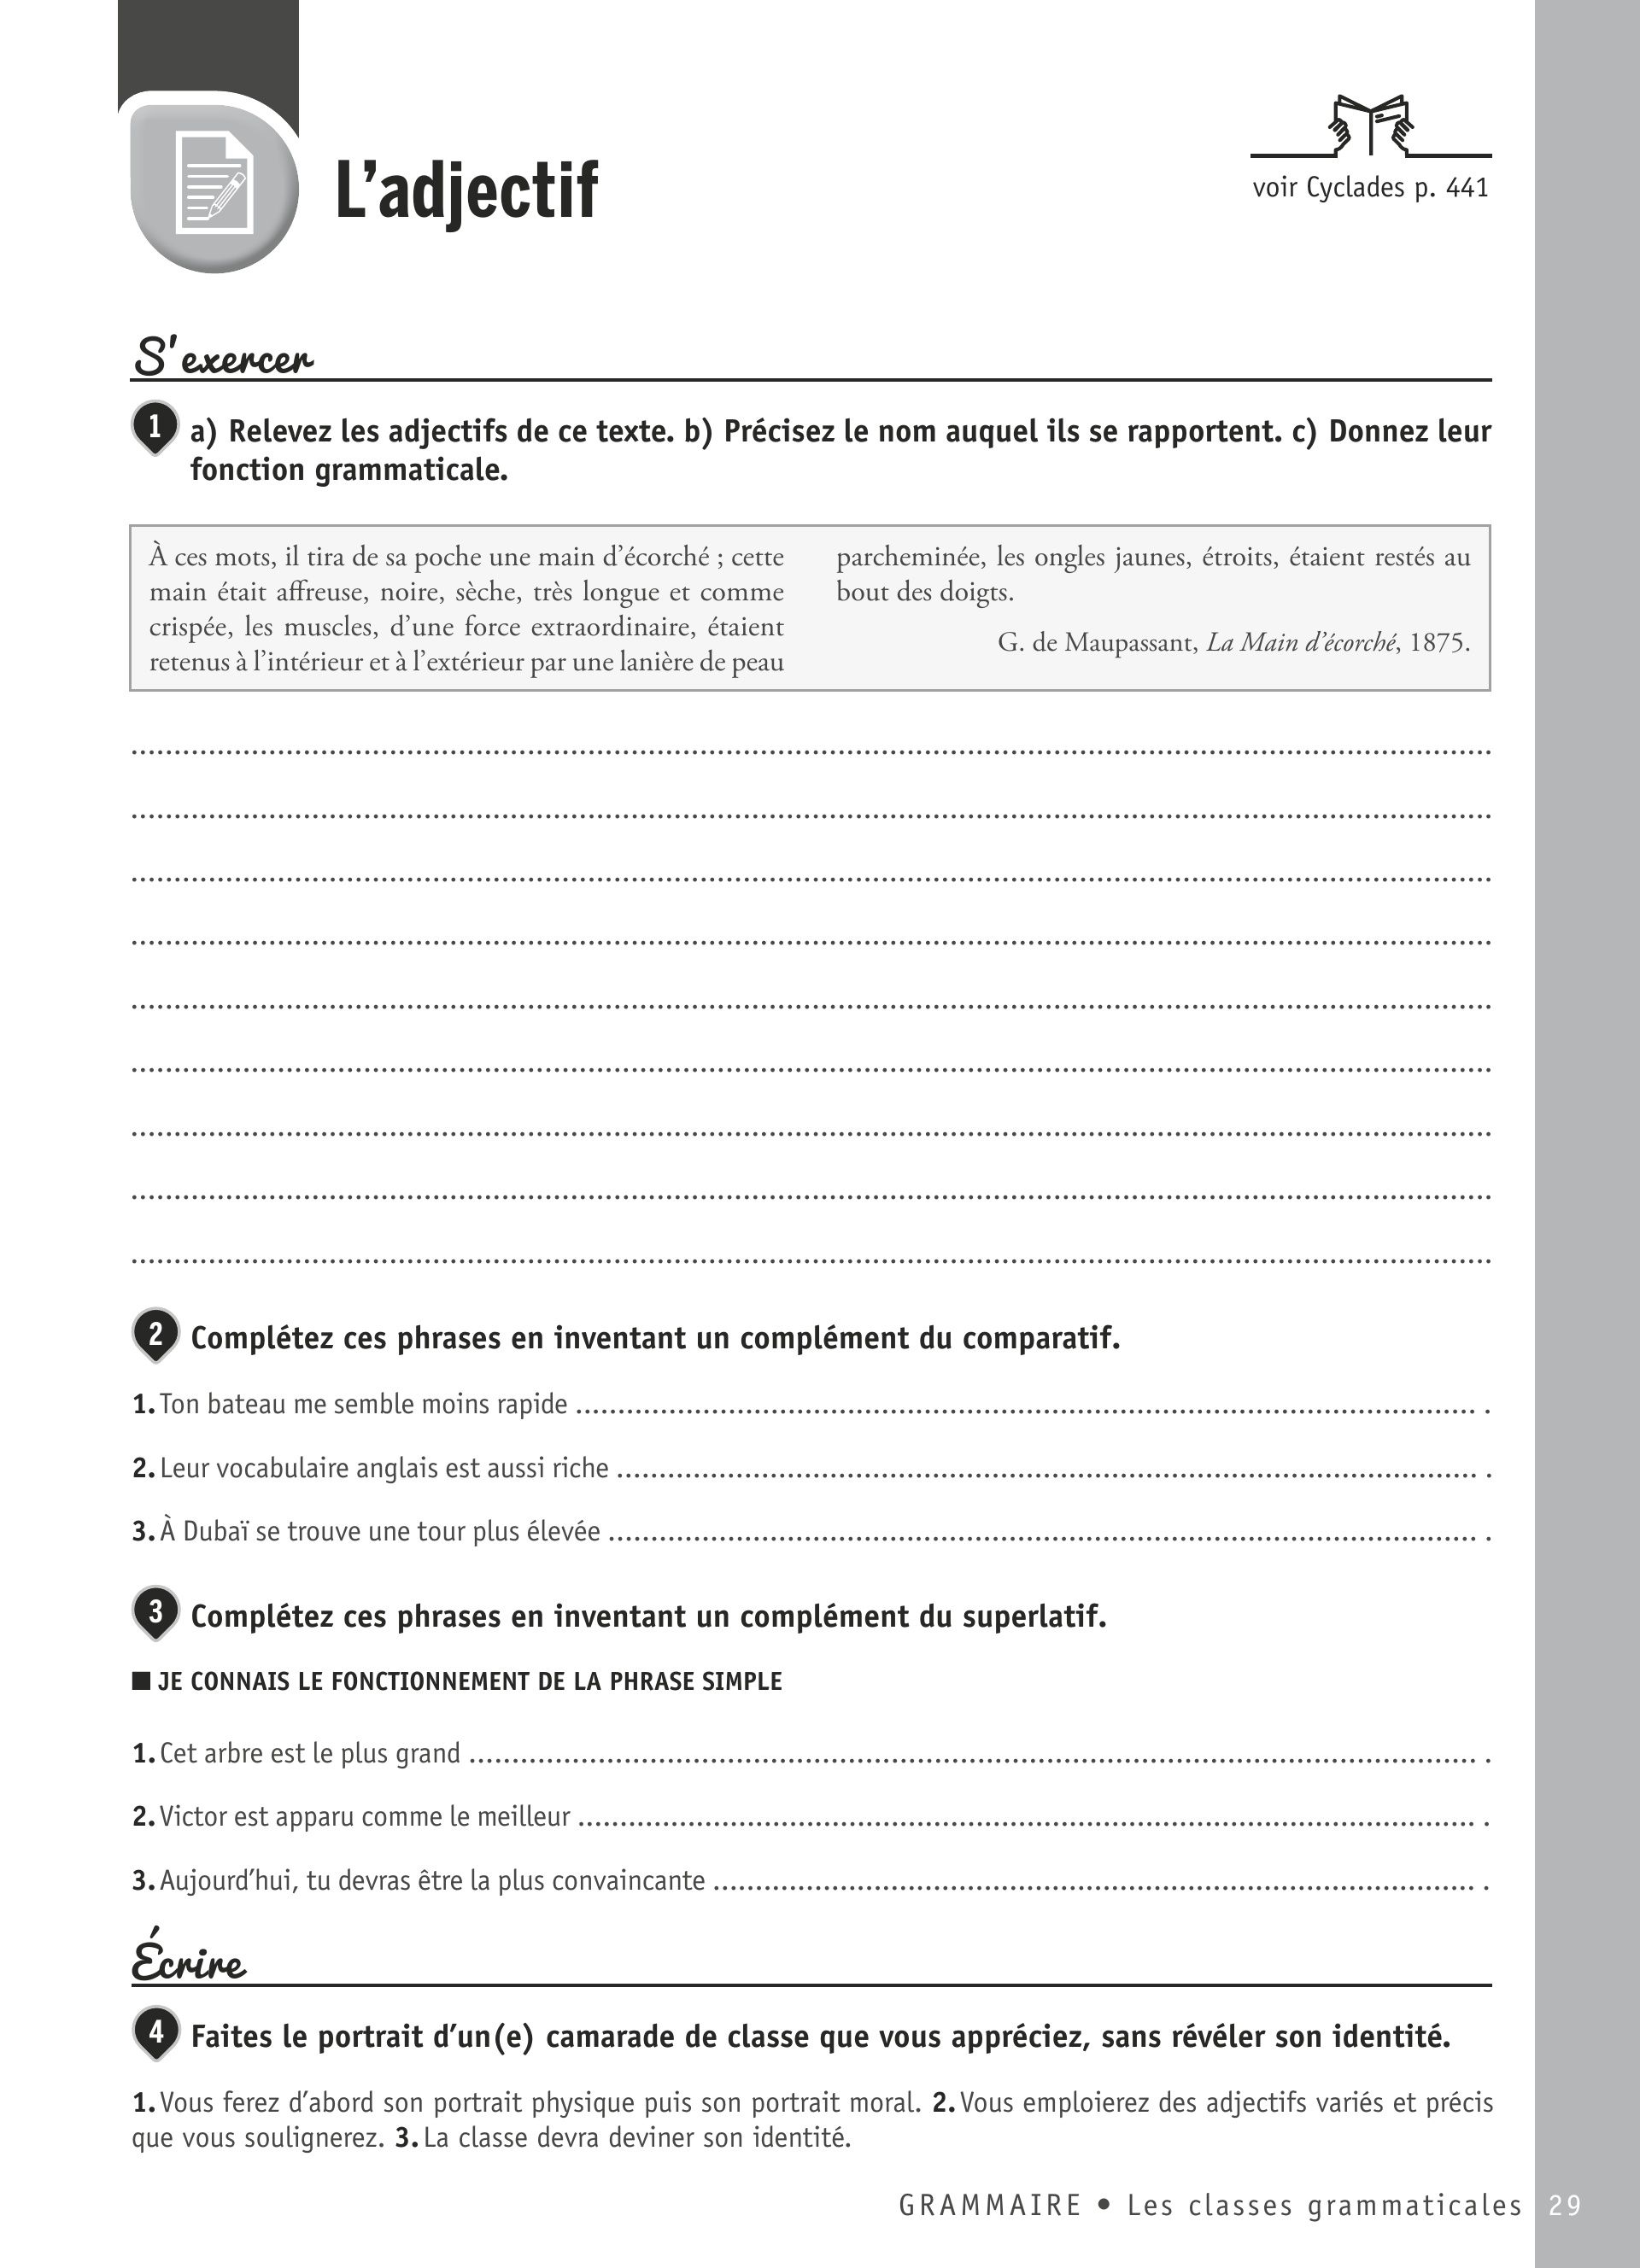 L'adjectif
voir Cyclades p. 441
S'exercer
1 a) Relevez les adjectifs de ce texte. b) Précisez le nom auquel ils se rapportent. c) Donnez leur
fonction grammaticale.
À ces mots, il tira de sa poche une main d'écorché ; cette
main était affreuse, noire, sèche, très longue et comme
crispée, les muscles, d'une force extraordinaire, étaient
retenus à l'intérieur et à l'extérieur par une lanière de peau
parcheminée, les ongles jaunes, étroits, étaient restés au
bout des doigts.
G. de Maupassant, La Main d'écorché, 1875.
2 Complétez ces phrases en inventant un complément du comparatif.
1. Ton bateau me semble moins rapide .
2. Leur vocabulaire anglais est aussi riche .
3. À Dubaï se trouve une tour plus élevée .
3 Complétez ces phrases en inventant un complément du superlatif.
■ JE CONNAIS LE FONCTIONNEMENT DE LA PHRASE SIMPLE
1. Cet arbre est le plus grand .
2. Victor est apparu comme le meilleur .
3. Aujourd'hui, tu devras être la plus convaincante .
Écrire
4 Faites le portrait d'un(e) camarade de classe que vous appréciez, sans révéler son identité.
1. Vous ferez d'abord son portrait physique puis son portrait moral. 2. Vous emploierez des adjectifs variés et précis
que vous soulignerez. 3. La classe devra deviner son identité.
GRAMMAIRE • Les classes grammaticales 29